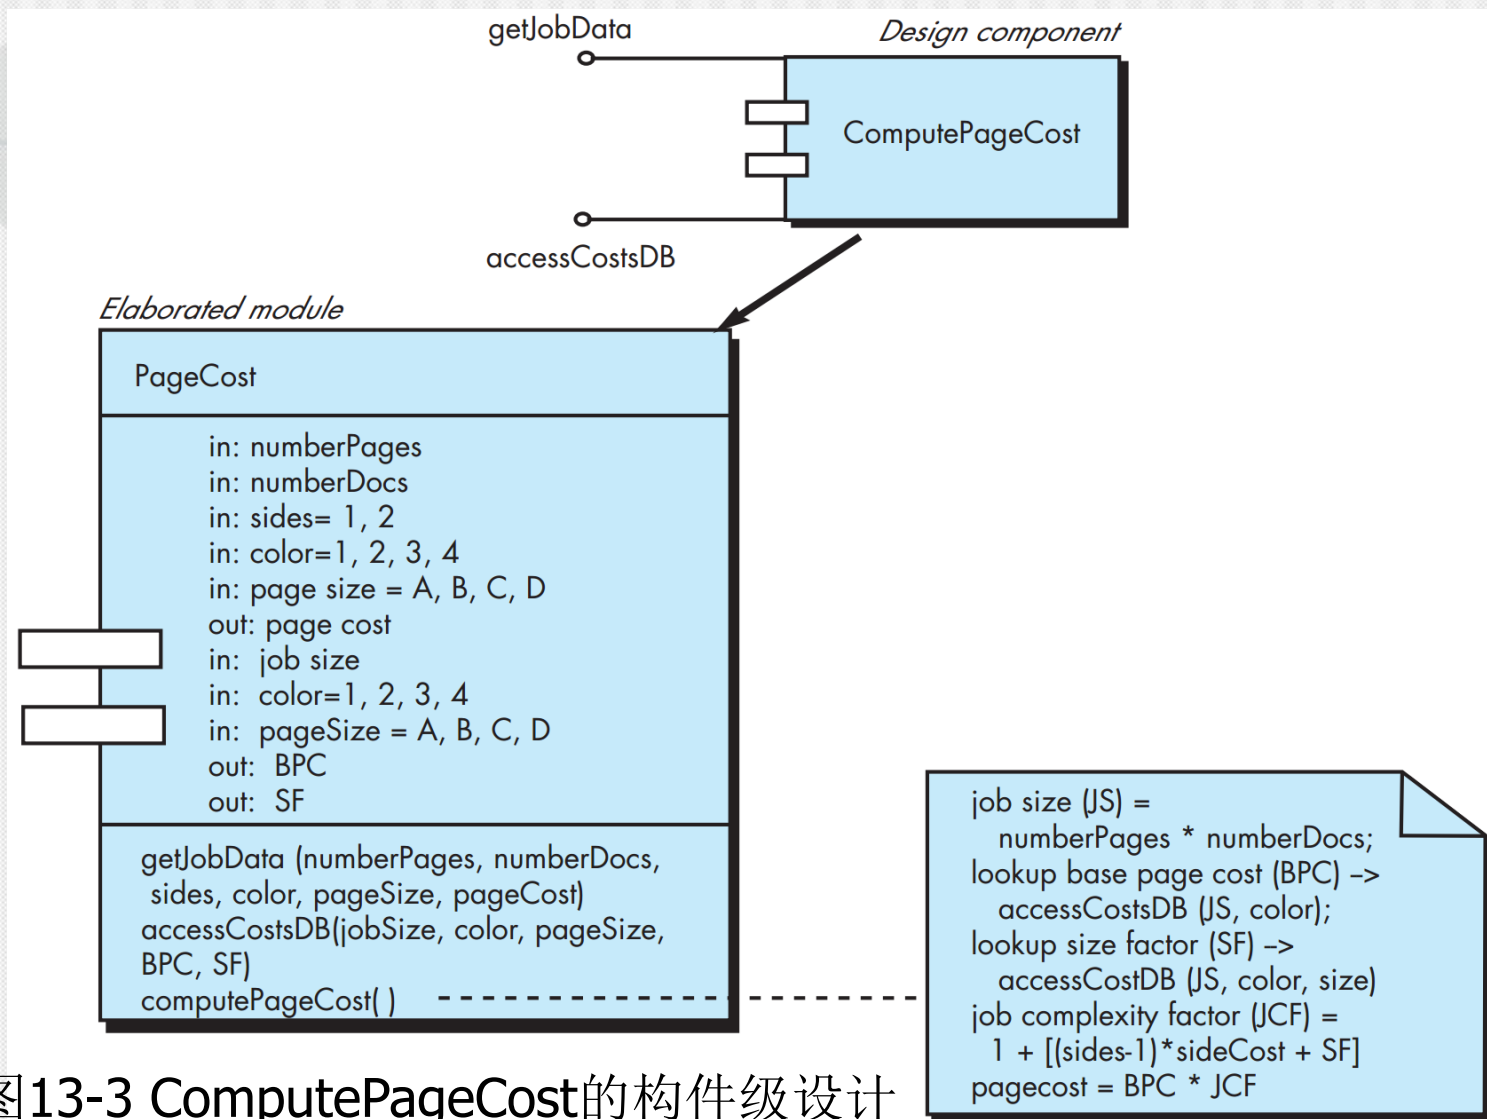 getJobData
Design component
ComputePageCost
accessCostsDB
Elaborated module
PageCost
in: numberPages
in: numberDocs
in: sides= 1, 2
in: color=1, 2, 3, 4
in: page size = A, B, C, D
out: page cost
in: job size
in: color=1, 2, 3, 4
in: pageSize = A, B, C, D
out: BPC
out: SF
getJobData (numberPages, numberDocs,
sides, color, pageSize, pageCost)
accessCostsDB(jobSize, color, pageSize,
BPC, SF)
computePageCost( )
job size (JS) =
numberPages * numberDocs;
lookup base page cost (BPC) -->
accessCostsDB (JS, color);
lookup size factor (SF) -->
accessCostDB (JS, color, size)
job complexity factor (JCF) =
1 + [(sides-1)*sideCost + SF]
pagecost = BPC * JCF
图13-3 ComputePageCost的构件级设计